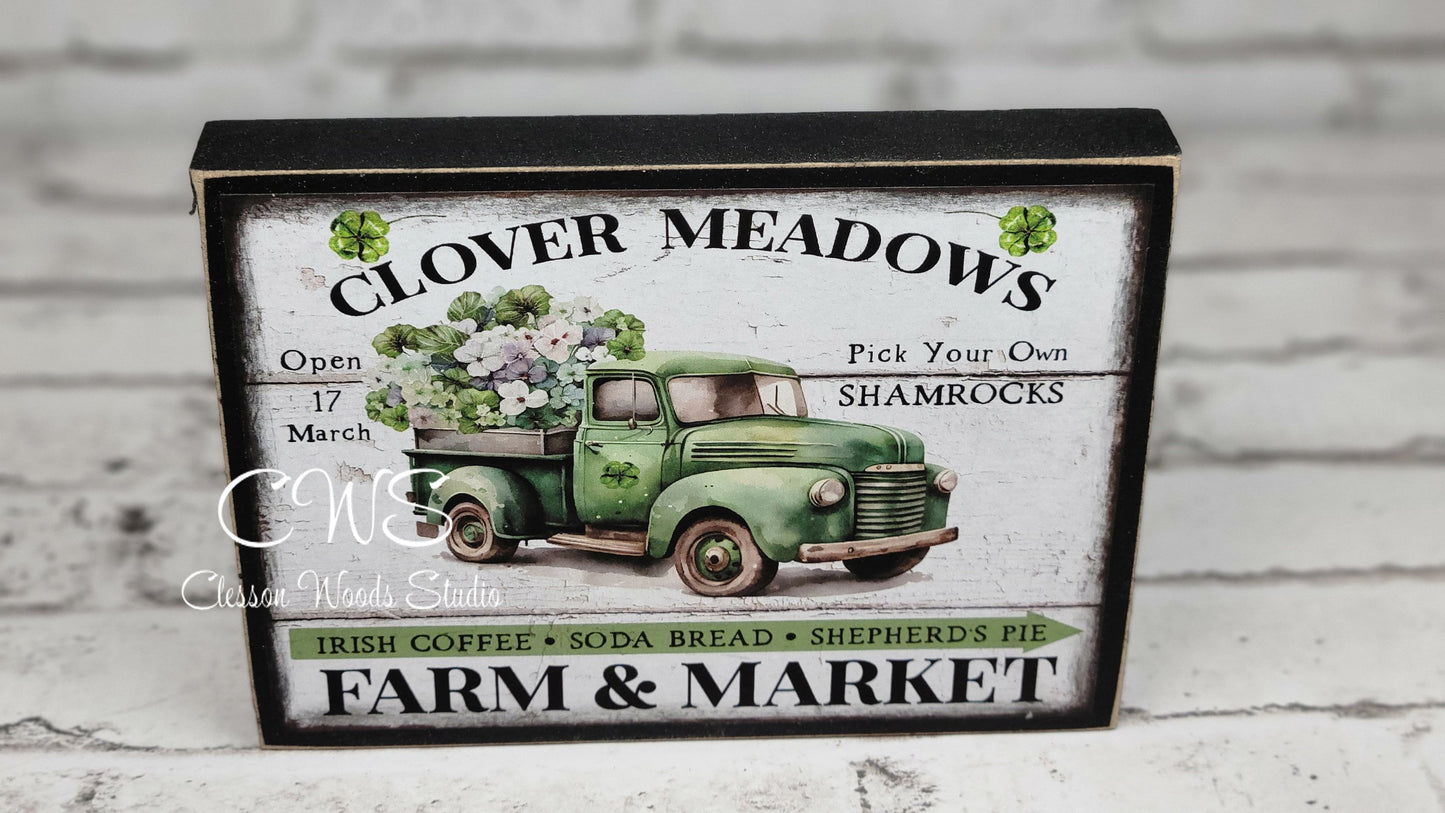 CLOVER MEADOWS
Open
17
March
Pick Your Own
SHAMROCKS
CWS
Clesson Woods Studio
IRISH COFFEE • SODA BREAD • SHEPHERD'S PIE
FARM & MARKET